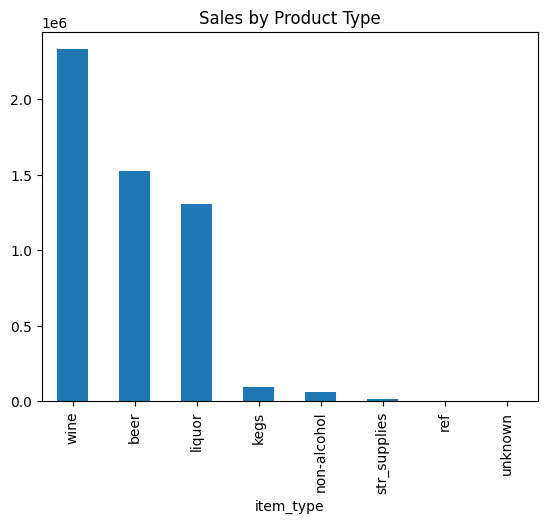 Sales by Product Type
1e6
2.0
1.5
1.0
0.5
0.0
wine
beer
liquor
kegs
non-alcohol
str_supplies
ref
unknown
item_type